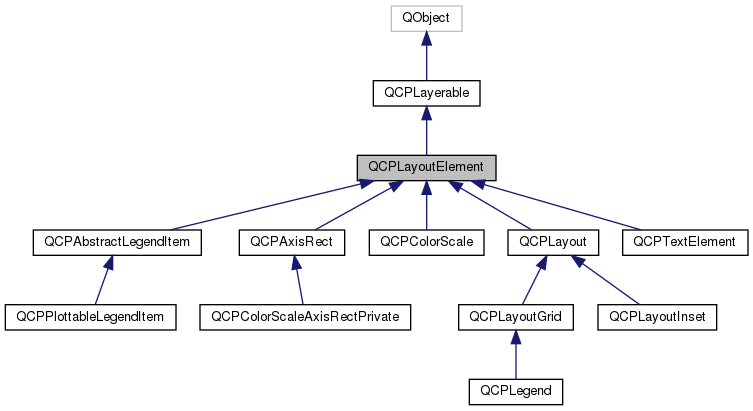 QObject
QCPLayerable
QCPLayoutElement
QCPAbstractLegendItem
QCPAxisRect
QCPColorScale
QCPLayout
QCPTextElement
QCPPlottableLegendItem
QCPColorScaleAxisRectPrivate
QCPLayoutGrid
QCPLayoutInset
QCPLegend